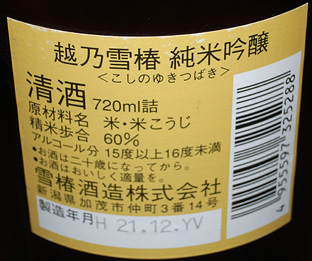 越乃雪椿 純米吟醸
<こしのゆきつばき>
清酒 720ml詰
原材料名 米・米こうじ
精米歩合 60%
アルコール分 15度以上16度未満
●お酒は二十歳になってから。
●お酒はおいしく適量を。
雪椿酒造株式会社
新潟県加茂市仲町3番14号
製造年月 H 21.12.YV
4 955597 325288